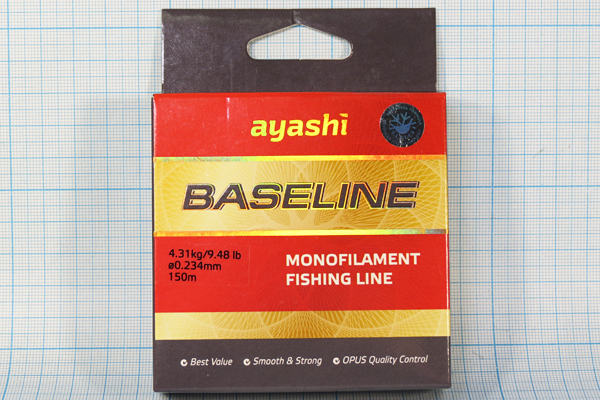 ayashi
BASELINE
4.31kg/9.48 lb
ø0.234mm
150m
MONOFILAMENT
FISHING LINE
Best Value
Smooth & Strong
OPUS Quality Control